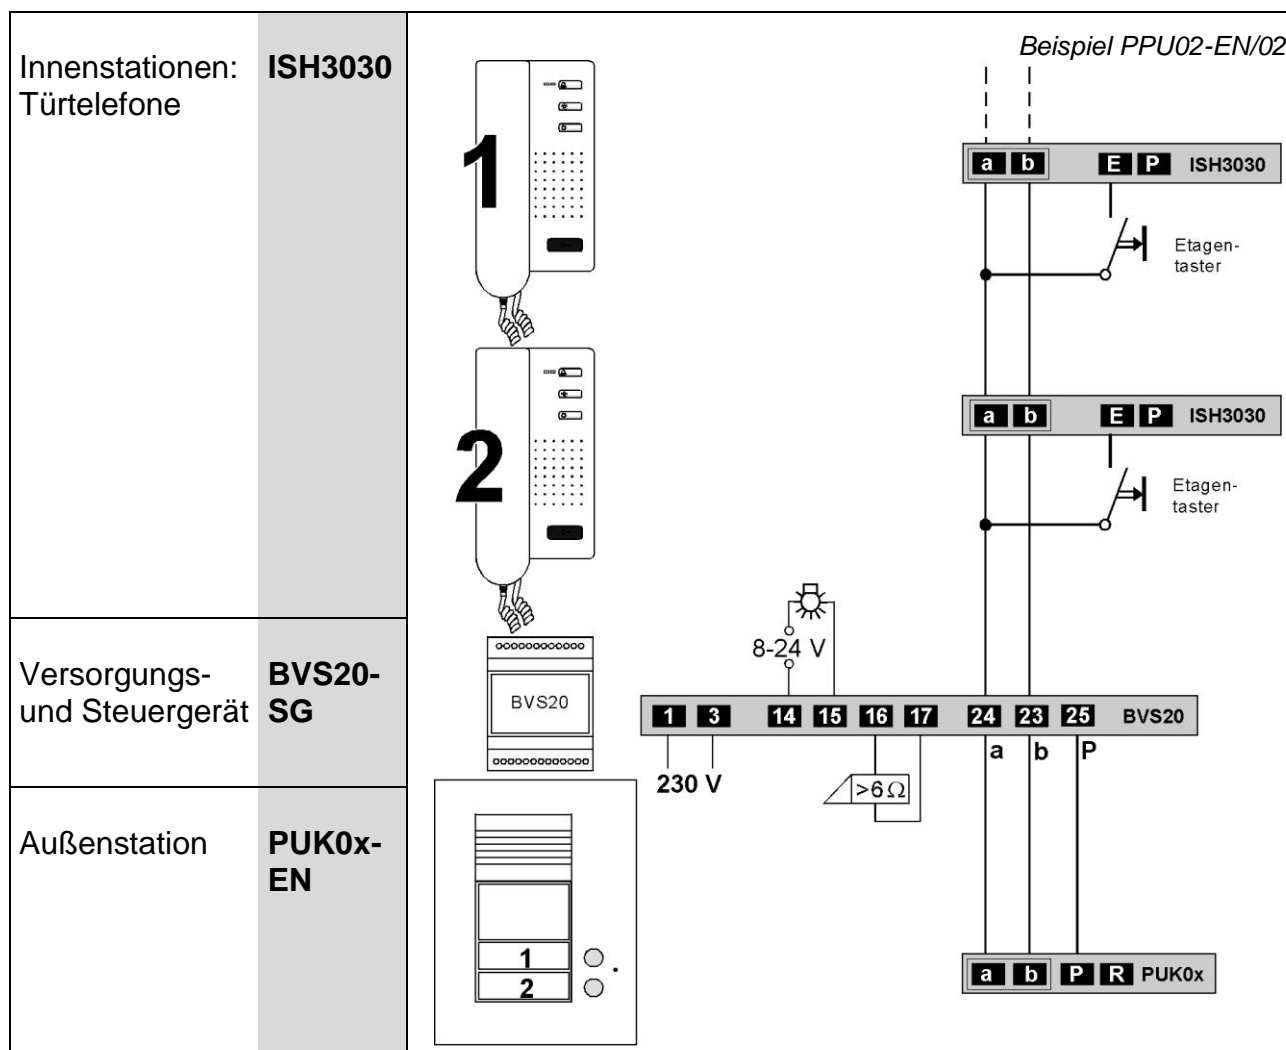 Beispiel PPU02-EN/02
Innenstationen: ISH3030
Türtelefone
1
a b E P ISH3030
Etagen-
taster
2
a b E P ISH3030
Etagen-
taster
8-24 V
Versorgungs- BVS20-
und Steuergerät SG
BVS20
1 3 14 15 16 17 24 23 25 BVS20
a b P
230 V
>6 Ω
Außenstation PUK0x-
EN
1
2
a b P R PUK0x